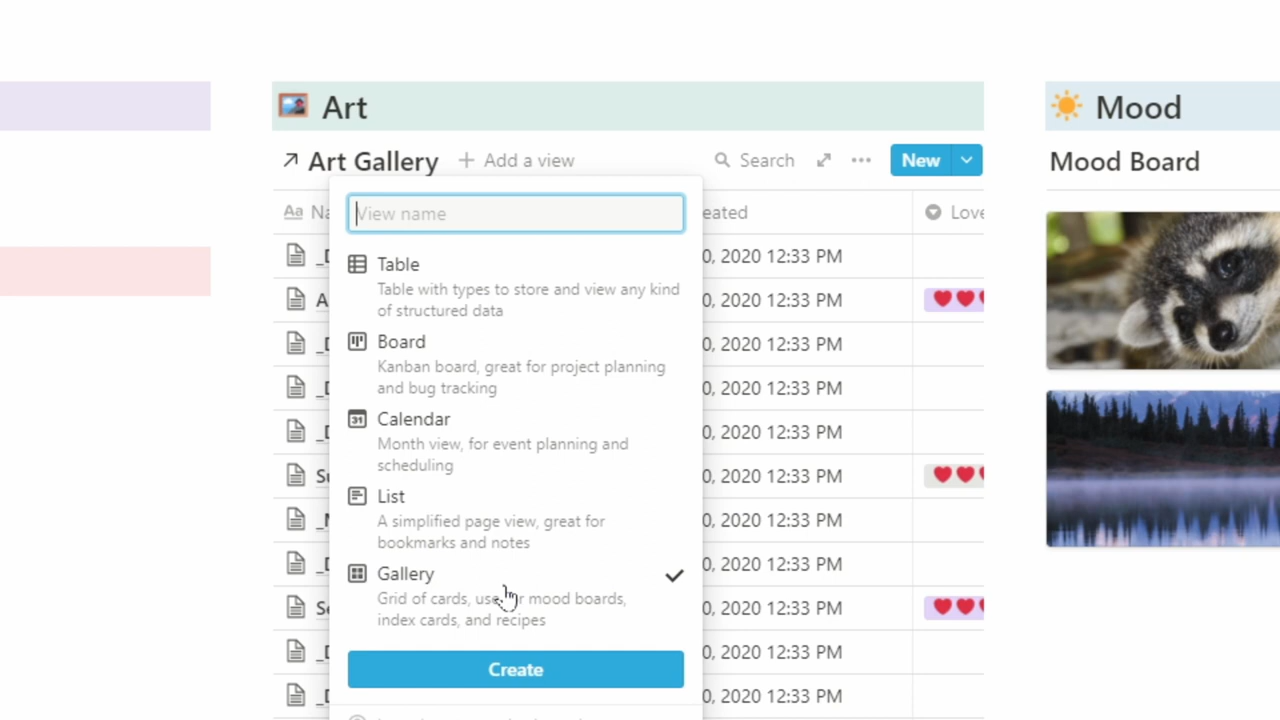 Art
Mood
Art Gallery
Add a view
Search
New
Mood Board
Aa
View name
eated
Love
Table
Table with types to store and view any kind
of structured data
0, 2020 12:33 PM
0, 2020 12:33 PM
Board
0, 2020 12:33 PM
Kanban board, great for project planning
and bug tracking
0, 2020 12:33 PM
Calendar
0, 2020 12:33 PM
31
Month view, for event planning and
scheduling
0, 2020 12:33 PM
List
0, 2020 12:33 PM
A simplified page view, great for
bookmarks and notes
0, 2020 12:33 PM
Gallery
0, 2020 12:33 PM
Grid of cards, use mood boards,
index cards, and recipes
0, 2020 12:33 PM
Create
0, 2020 12:33 PM